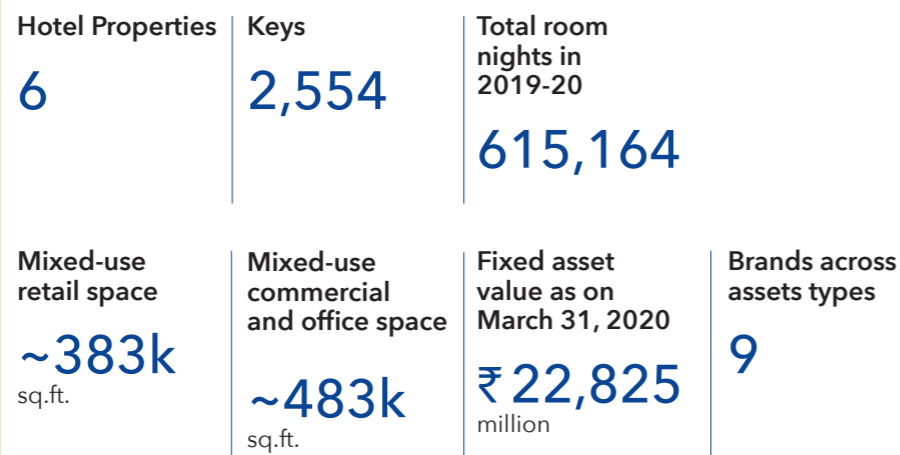 Hotel Properties
6
Keys
2,554
Total room
nights in
2019-20
615,164
Mixed-use
retail space
~383k
sq.ft.
Mixed-use
commercial
and office space
~483k
sq.ft.
Fixed asset
value as on
March 31, 2020
₹ 22,825
million
Brands across
assets types
9